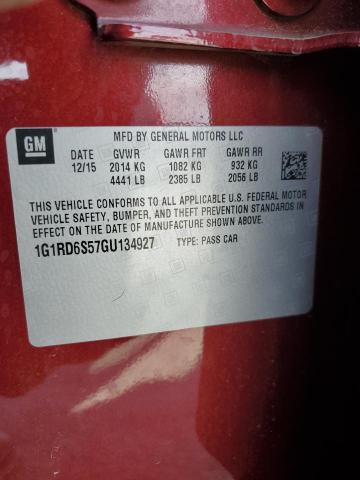 GM
MFD BY GENERAL MOTORS LLC
DATE GVWR GAWR FRT GAWR RR
12/15 2014 KG 1082 KG 932 KG
4441 LB 2385 LB 2056 LB
THIS VEHICLE CONFORMS TO ALL APPLICABLE U.S. FEDERAL MOTOR
VEHICLE SAFETY, BUMPER, AND THEFT PREVENTION STANDARDS IN
EFFECT ON THE DATE OF MANUFACTURE SHOWN ABOVE.
1G1RD6S57GU134927 TYPE: PASS CAR